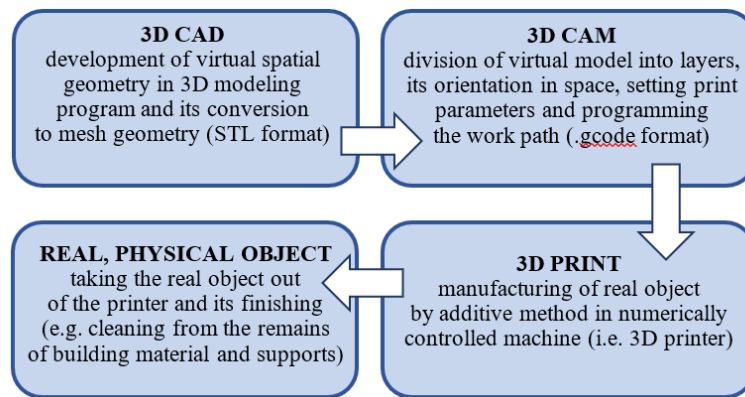 3D CAD
development of virtual spatial
geometry in 3D modeling
program and its conversion
to mesh geometry (STL format)
3D CAM
division of virtual model into layers,
its orientation in space, setting print
parameters and programming
the work path (.gcode format)
REAL, PHYSICAL OBJECT
taking the real object out
of the printer and its finishing
(e.g. cleaning from the remains
of building material and supports)
3D PRINT
manufacturing of real object
by additive method in numerically
controlled machine (i.e. 3D printer)